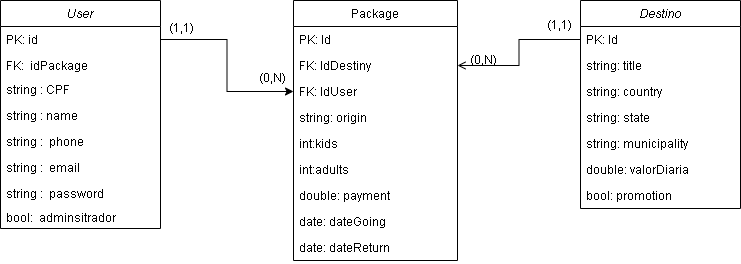 User
PK: id
FK: idPackage
string : CPF
string : name
string : phone
string : email
string : password
bool: adminsitrador
(1,1)
(0,N)
Package
PK: Id
FK: IdDestiny
FK: IdUser
string: origin
int:kids
int:adults
double: payment
date: dateGoing
date: dateReturn
(1,1)
(0,N)
Destino
PK: Id
string: title
string: country
string: state
string: municipality
double: valorDiaria
bool: promotion